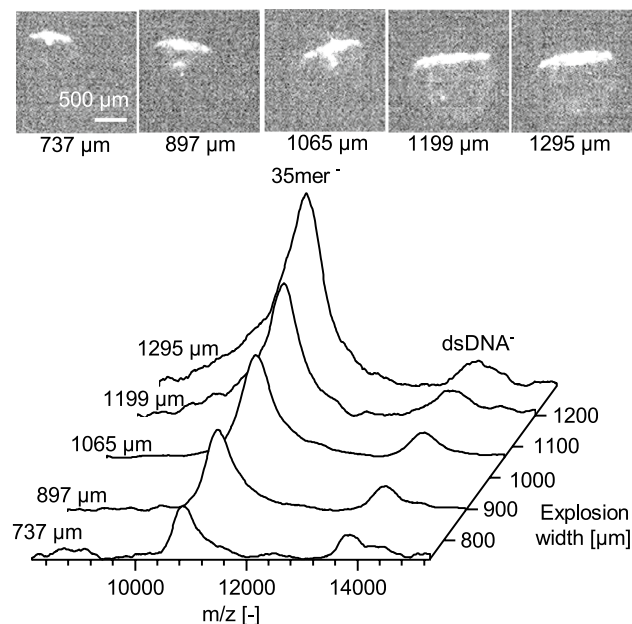 500 µm
737 µm 897 µm 1065 µm 1199 µm 1295 µm
35mer -
dsDNA-
1295 µm
1199 µm
1065 µm
897 µm
737 µm
1200
1100
1000
900
800
Explosion
width [µm]
10000 12000 14000
m/z [-]